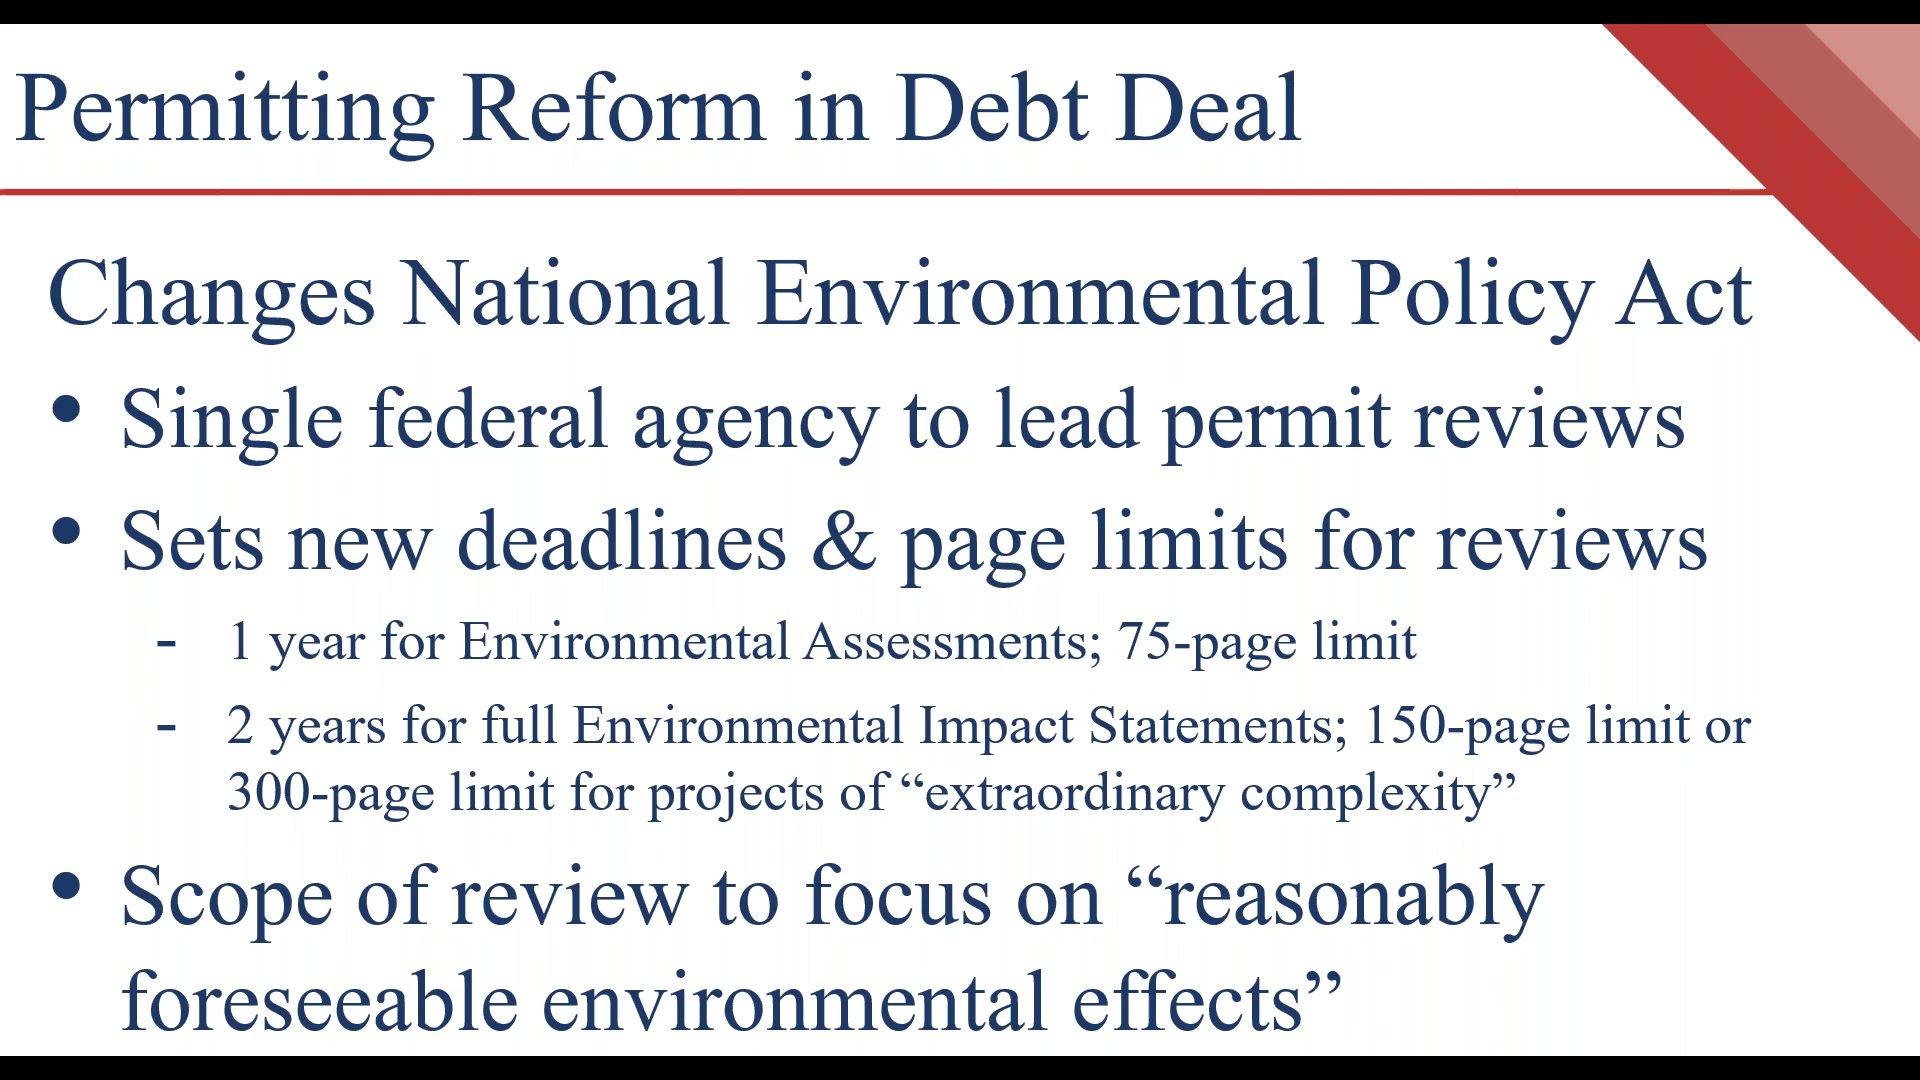 Permitting Reform in Debt Deal
Changes National Environmental Policy Act
• Single federal agency to lead permit reviews
• Sets new deadlines & page limits for reviews
- 1 year for Environmental Assessments; 75-page limit
- 2 years for full Environmental Impact Statements; 150-page limit or
300-page limit for projects of “extraordinary complexity”
• Scope of review to focus on “reasonably
foreseeable environmental effects”